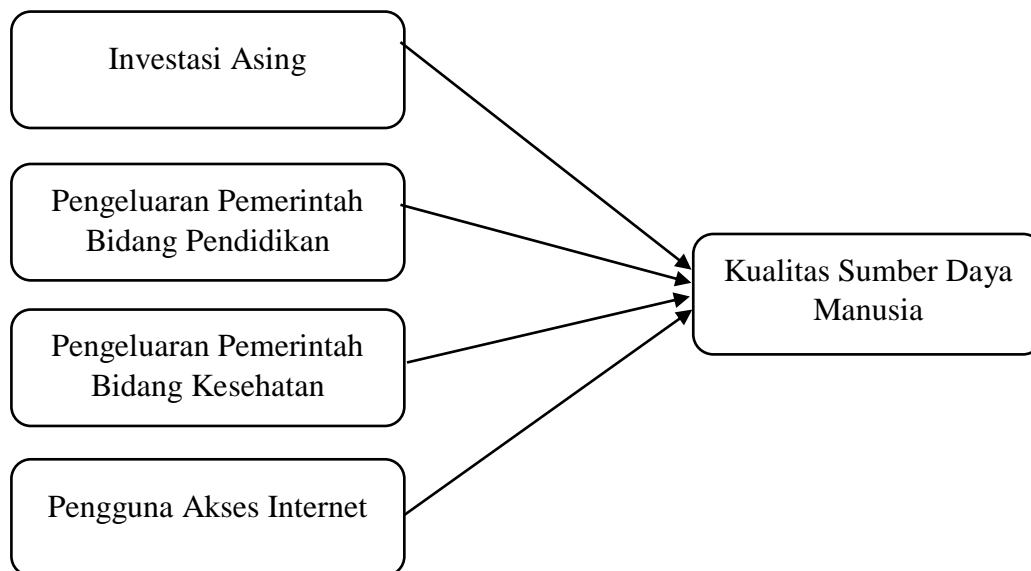 Investasi Asing
Pengeluaran Pemerintah
Bidang Pendidikan
Pengeluaran Pemerintah
Bidang Kesehatan
Pengguna Akses Internet
Kualitas Sumber Daya
Manusia